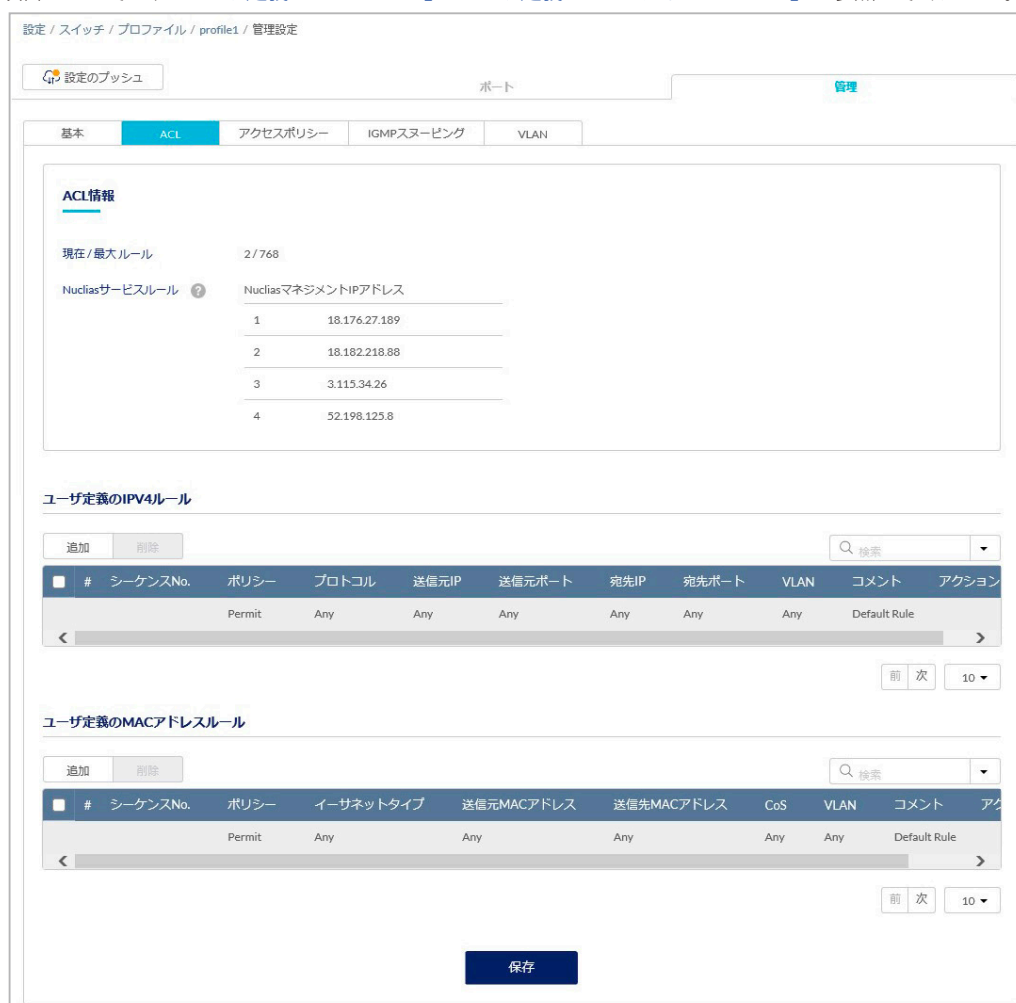 設定 / スイッチ / プロファイル / profile1 / 管理設定
設定のプッシュ
ポート 管理
基本 ACL アクセスポリシー IGMPスヌーピング VLAN
ACL情報
現在/最大ルール 2/768
Nucliasサービスルール ? NucliasマネジメントIPアドレス
1 18.176.27.189
2 18.182.218.88
3 3.115.34.26
4 52.198.125.8
ユーザ定義のIPV4ルール
追加 削除 検索
# シーケンスNo. ポリシー プロトコル 送信元IP 送信元ポート 宛先IP 宛先ポート VLAN コメント アクション
Permit Any Any Any Any Any Any Default Rule
前 次 10
ユーザ定義のMACアドレスルール
追加 削除 検索
# シーケンスNo. ポリシー イーサネットタイプ 送信元MACアドレス 送信先MACアドレス CoS VLAN コメント アク
Permit Any Any Any Any Any Default Rule
前 次 10
保存